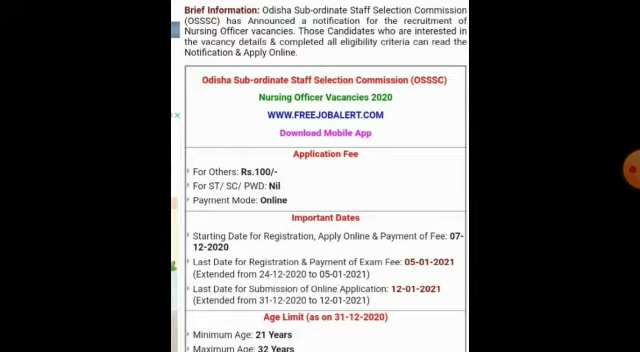 Brief Information: Odisha Sub-ordinate Staff Selection Commission
(OSSSC) has Announced a notification for the recruitment of
Nursing Officer vacancies. Those Candidates who are interested in
the vacancy details & completed all eligibility criteria can read the
Notification & Apply Online.
Odisha Sub-ordinate Staff Selection Commission (OSSSC)
Nursing Officer Vacancies 2020
WWW.FREEJOBALERT.COM
Download Mobile App
Application Fee
For Others: Rs.100/-
For ST/ SC/ PWD: Nil
Payment Mode: Online
Important Dates
Starting Date for Registration, Apply Online & Payment of Fee: 07-
12-2020
Last Date for Registration & Payment of Exam Fee: 05-01-2021
(Extended from 24-12-2020 to 05-01-2021)
Last Date for Submission of Online Application: 12-01-2021
(Extended from 31-12-2020 to 12-01-2021)
Age Limit (as on 31-12-2020)
Minimum Age: 21 Years
Maximum Age: 32 Years